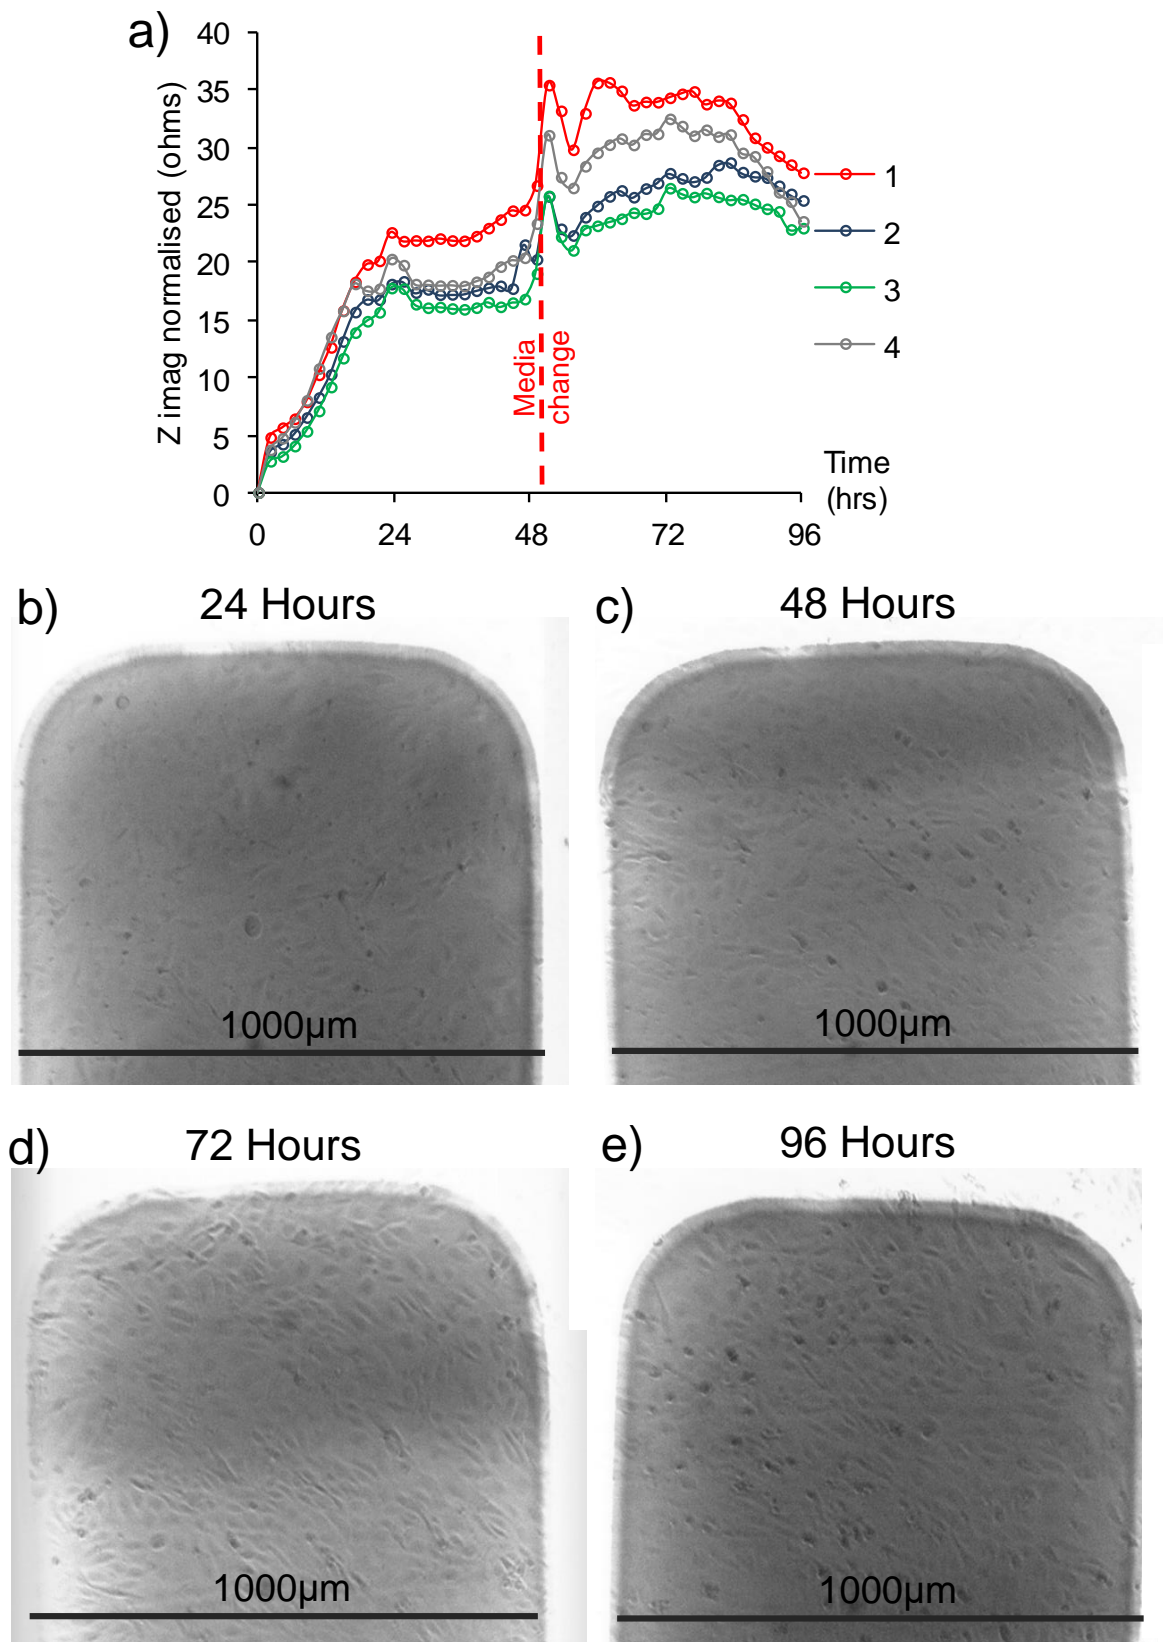 a)
Z imag normalised (ohms)
40
35
30
25
20
15
10
5
0
0
24
48
72
96
Media
change
Time
(hrs)
1
2
3
4
b)
24 Hours
1000µm
c)
48 Hours
1000µm
d)
72 Hours
1000µm
e)
96 Hours
1000µm